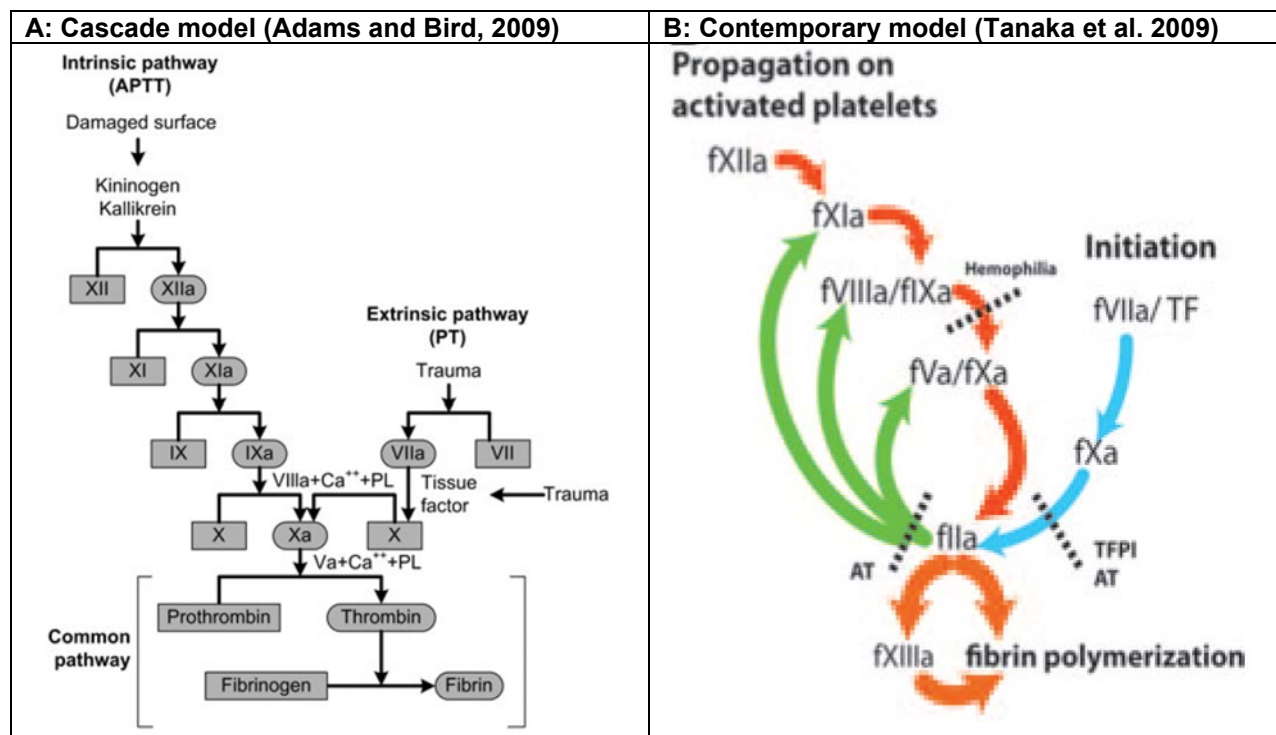 A: Cascade model (Adams and Bird, 2009)
Intrinsic pathway
(APTT)
Damaged surface
Kininogen
Kallikrein
XII
XIIa
Extrinsic pathway
(PT)
XI
XIa
Trauma
IX
IXa
VIIa
VII
VIIIa+Ca+++PL
Tissue
factor
Trauma
X
Xa
X
Va+Ca+++PL
Prothrombin
Thrombin
Common
pathway
Fibrinogen
Fibrin
B: Contemporary model (Tanaka et al. 2009)
Propagation on
activated platelets
fXIIa
fXIa
Initiation
Hemophilia
fVIIIa/fIXa
fVIIa/ TF
fVa/fXa
fXa
fIIa
AT
TFPI
AT
fXIIIa
fibrin polymerization